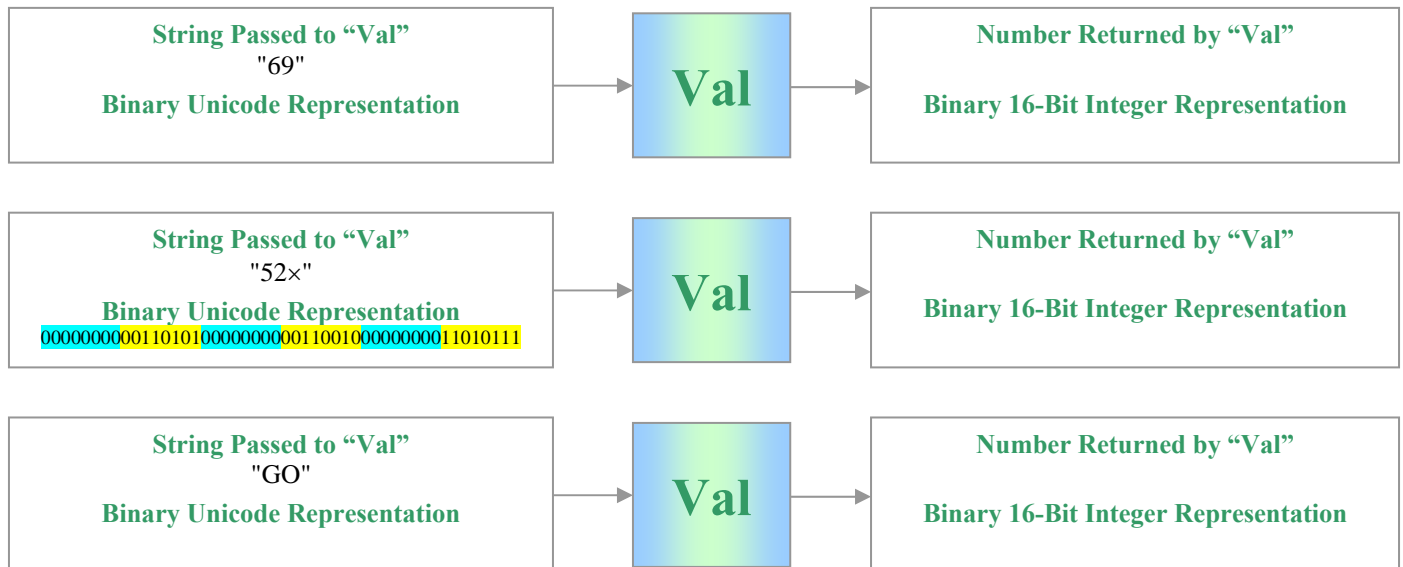 String Passed to “Val”
"69"
Binary Unicode Representation
Val
Number Returned by “Val”
Binary 16-Bit Integer Representation
String Passed to “Val”
"52×"
Binary Unicode Representation
000000000011010100000000001100100000000011010111
Val
Number Returned by “Val”
Binary 16-Bit Integer Representation
String Passed to “Val”
"GO"
Binary Unicode Representation
Val
Number Returned by “Val”
Binary 16-Bit Integer Representation